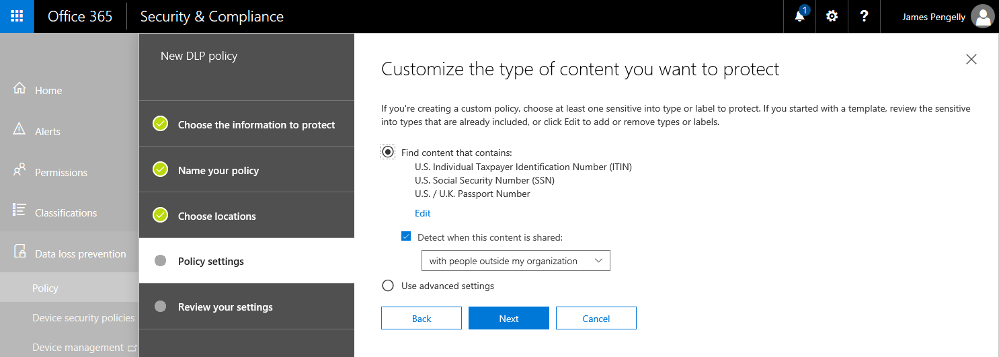 Office 365
Security & Compliance
1
?
James Pengelly
Home
Alerts
Permissions
Classifications
Data loss prevention
Policy
Device security policies
Device management
New DLP policy
Choose the information to protect
Name your policy
Choose locations
Policy settings
Review your settings
Customize the type of content you want to protect
If you're creating a custom policy, choose at least one sensitive into type or label to protect. If you started with a template, review the sensitive
into types that are already included, or click Edit to add or remove types or labels.
Find content that contains:
U.S. Individual Taxpayer Identification Number (ITIN)
U.S. Social Security Number (SSN)
U.S. / U.K. Passport Number
Edit
Detect when this content is shared:
with people outside my organization
Use advanced settings
Back
Next
Cancel